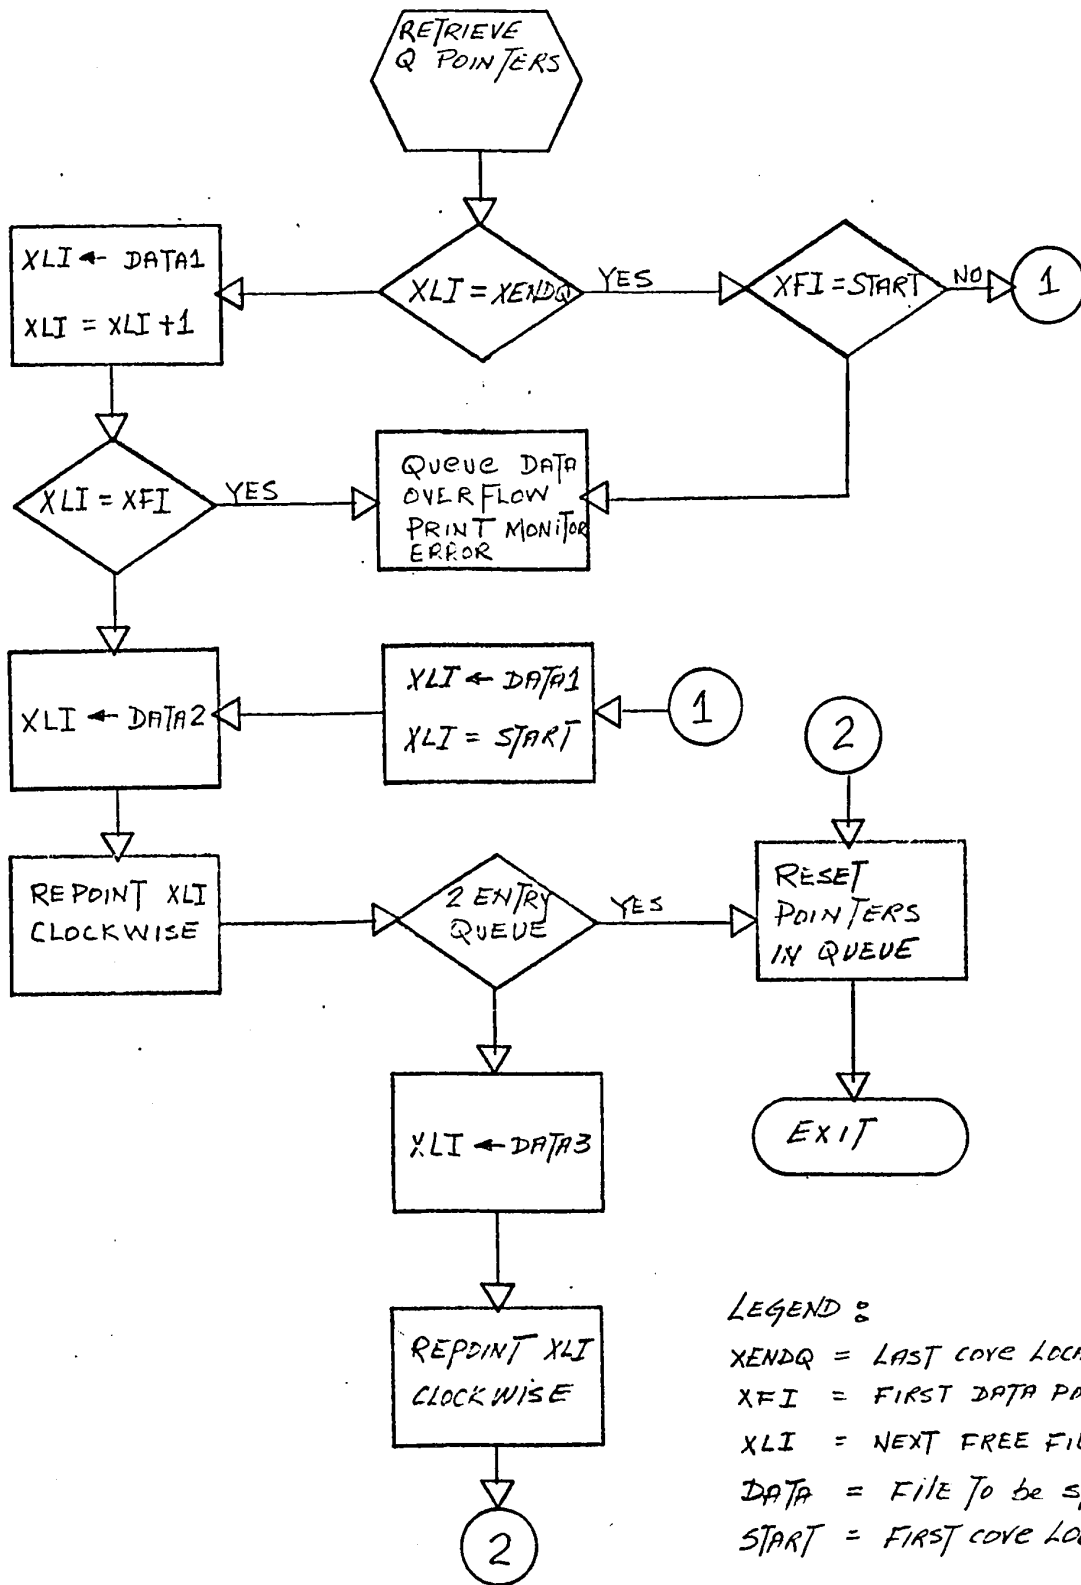 RETRIEVE
Q POINTERS
XLI ← DATA1
XLI = XLI+1
XLI = XENDQ
YES
XFI = START
NO
1
XLI = XFI
YES
QUEUE DATA
OVERFLOW
PRINT MONITOR
ERROR
XLI ← DATA2
XLI ← DATA1
XLI = START
1
2
REPOINT XLI
CLOCKWISE
2 ENTRY
QUEUE
YES
RESET
POINTERS
IN QUEUE
XLI ← DATA3
EXIT
REPOINT XLI
CLOCKWISE
2
LEGEND:
XENDQ = LAST core
XFI = FIRST DATA
XLI = NEXT FREE
DATA = FILE To be
START = FIRST core